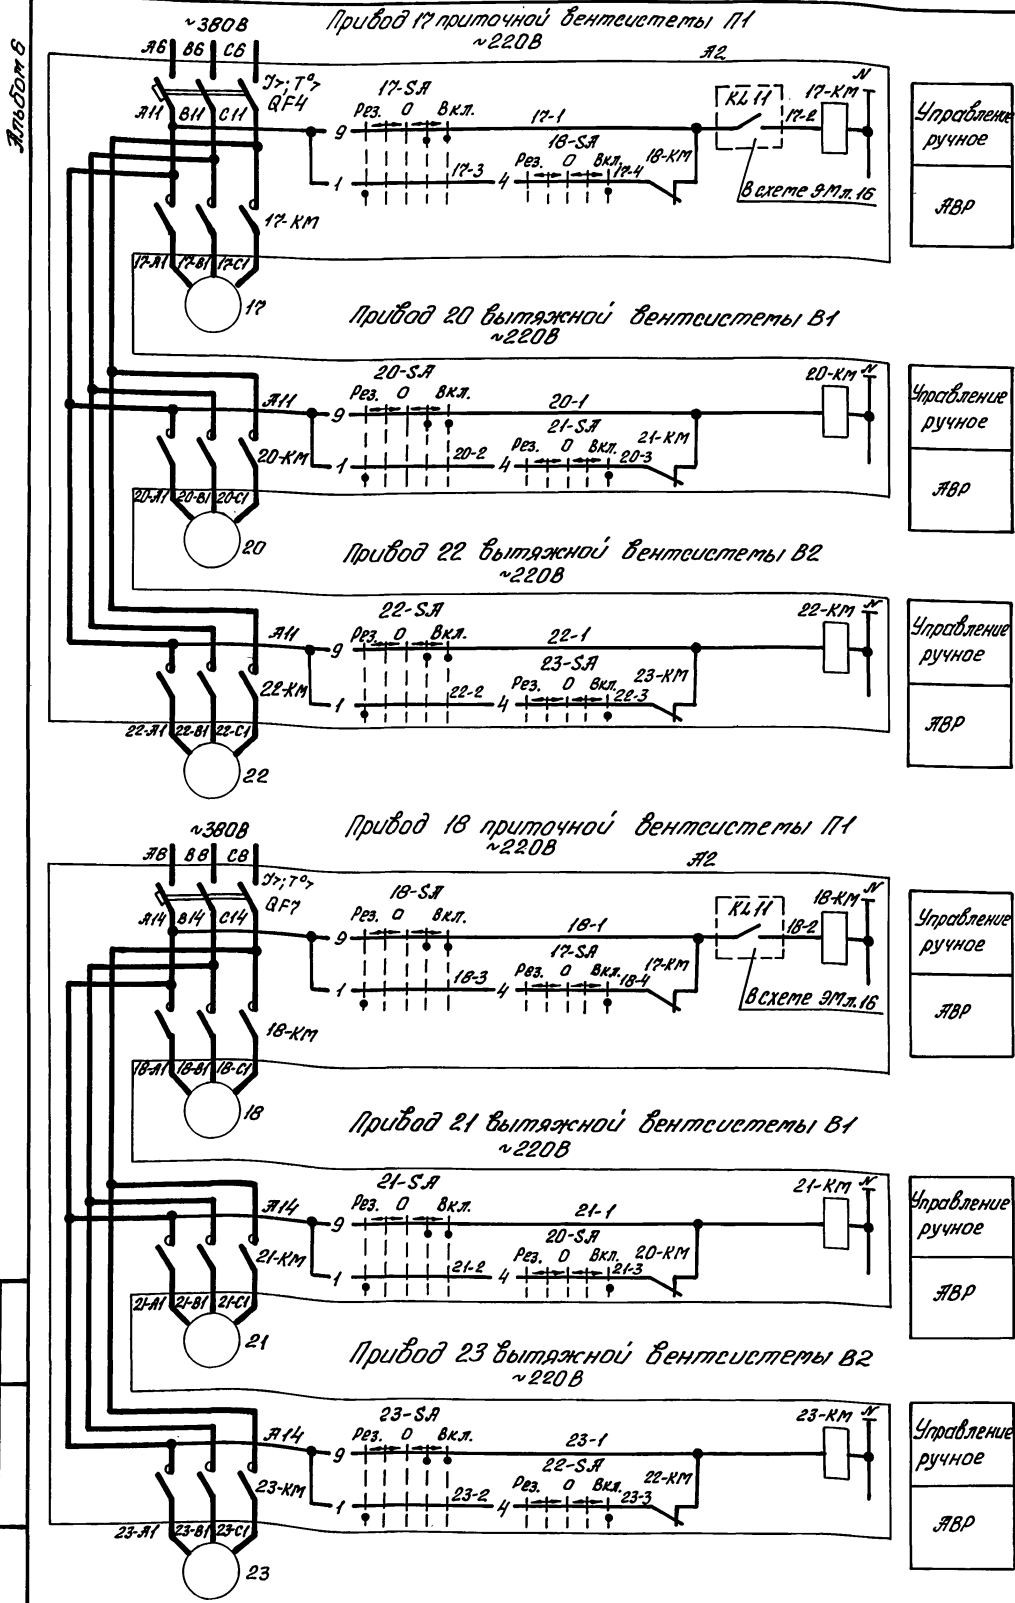 Альбом 6
Привод 17 приточной вентсистемы П1
~380В
~220В
А2
А6 В6 С6
I>; T°>
QF4
А11 В11 С11
17-SA
Рез. О Вкл.
9
17-1
KL11
17-2
17-КМ
N
18-SA
Рез. О Вкл.
1
17-3
4
17-4
18-КМ
В схеме ЭМ л.16
17-КМ
17-А1 17-В1 17-С1
17
Управление
ручное
АВР
Привод 20 вытяжной вентсистемы В1
~220В
20-SA
Рез. О Вкл.
А11
9
20-1
20-КМ
N
21-SA
Рез. О Вкл.
20-КМ
1
20-2
4
20-3
21-КМ
20-А1 20-В1 20-С1
20
Управление
ручное
АВР
Привод 22 вытяжной вентсистемы В2
~220В
22-SA
Рез. О Вкл.
А11
9
22-1
22-КМ
N
23-SA
Рез. О Вкл.
22-КМ
1
22-2
4
22-3
23-КМ
22-А1 22-В1 22-С1
22
Управление
ручное
АВР
Привод 18 приточной вентсистемы П1
~380В
~220В
А2
А8 В8 С8
I>; T°>
QF7
А14 В14 С14
18-SA
Рез. О Вкл.
9
18-1
KL11
18-2
18-КМ
N
17-SA
Рез. О Вкл.
1
18-3
4
18-4
17-КМ
В схеме ЭМ л.16
18-КМ
18-А1 18-В1 18-С1
18
Управление
ручное
АВР
Привод 21 вытяжной вентсистемы В1
~220В
21-SA
Рез. О Вкл.
А14
9
21-1
21-КМ
N
20-SA
Рез. О Вкл.
21-КМ
1
21-2
4
21-3
20-КМ
21-А1 21-В1 21-С1
21
Управление
ручное
АВР
Привод 23 вытяжной вентсистемы В2
~220В
23-SA
Рез. О Вкл.
А14
9
23-1
23-КМ
N
22-SA
Рез. О Вкл.
23-КМ
1
23-2
4
23-3
22-КМ
23-А1 23-В1 23-С1
23
Управление
ручное
АВР